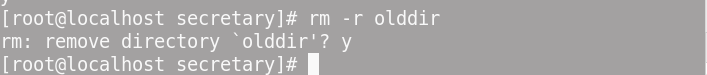 y
[root@localhost secretary]# rm -r olddir
rm: remove directory `olddir'? y
[root@localhost secretary]#